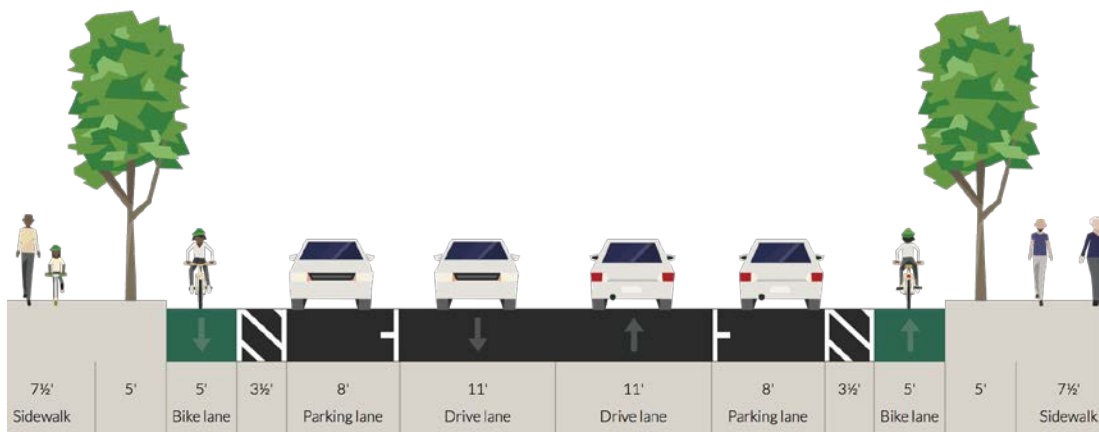 7½' 5' 5' 3½' 8' 11' 11' 8' 3½' 5' 5' 7½'
Sidewalk Bike lane Parking lane Drive lane Drive lane Parking lane Bike lane Sidewalk